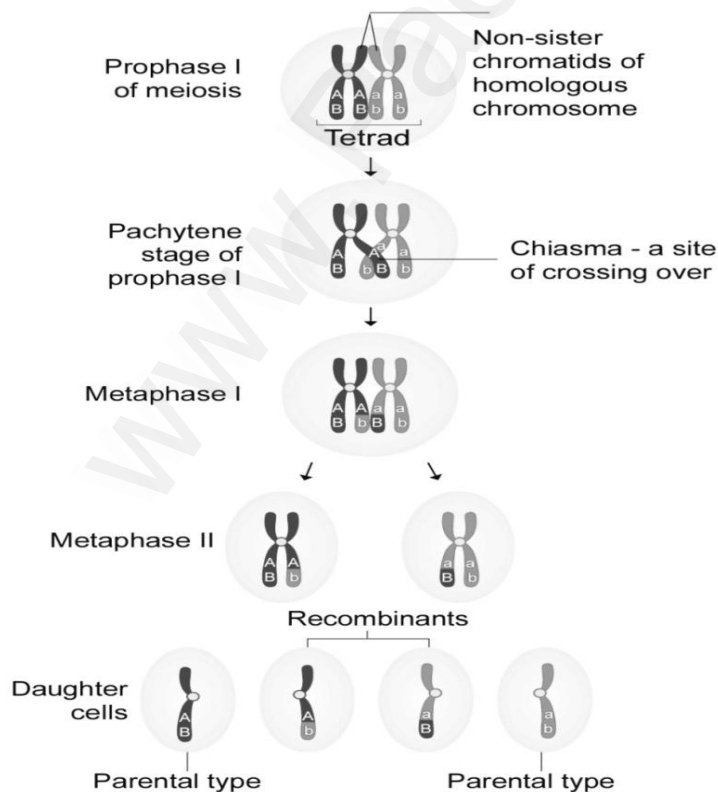 Prophase I
of meiosis
Non-sister
chromatids of
homologous
chromosome
A A a a
B B b b
Tetrad
Pachytene
stage of
prophase I
A a A a
B b B b
Chiasma - a site
of crossing over
Metaphase I
A A a a
B b B b
Metaphase II
A A
B b
a a
B b
Recombinants
Daughter
cells
A
B
A
b
a
B
a
b
Parental type
Parental type